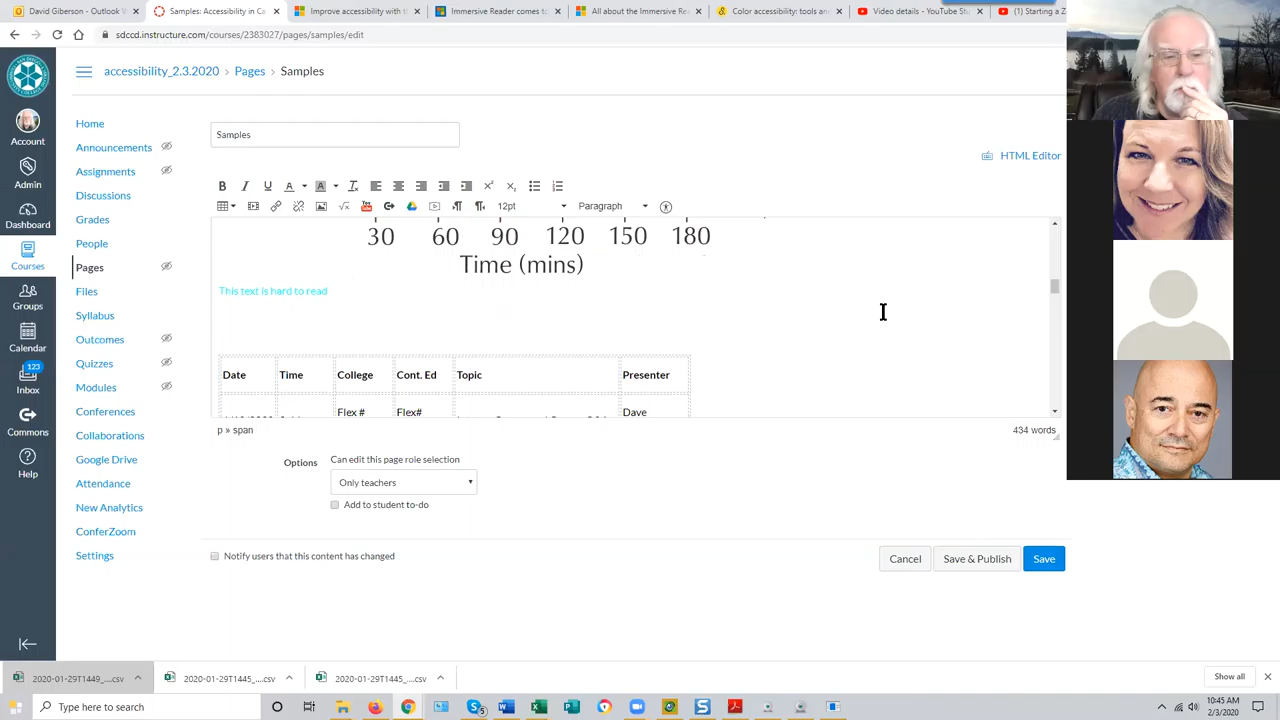 David Giberson - Outlook V
Samples in Ca
Improve accessibility with th
Immersive Reader comes to
All about the Immersive Re
Color accessibility: tools an
Video details - YouTube Stu
(1) Starting a Z
sdccd.instructure.com/courses/2383027/pages/samples/edit
accessibility_2.3.2020 › Pages › Samples
Account
Admin
Dashboard
Courses
Groups
Calendar
123
Inbox
Commons
Help
Home
Announcements
Assignments
Discussions
Grades
People
Pages
Files
Syllabus
Outcomes
Quizzes
Modules
Conferences
Collaborations
Google Drive
Attendance
New Analytics
ConferZoom
Settings
Samples
HTML Editor
12pt Paragraph
30 60 90 120 150 180
Time (mins)
This text is hard to read
Date Time College Cont. Ed Topic Presenter
Flex # Flex# Dave
p » span 434 words
Options Can edit this page role selection
Only teachers
Add to student to-do
Notify users that this content has changed
Cancel Save & Publish Save
2020-01-29T1449_....csv 2020-01-29T1445_....csv 2020-01-29T1445_....csv Show all
Type here to search
10:45 AM
2/3/2020